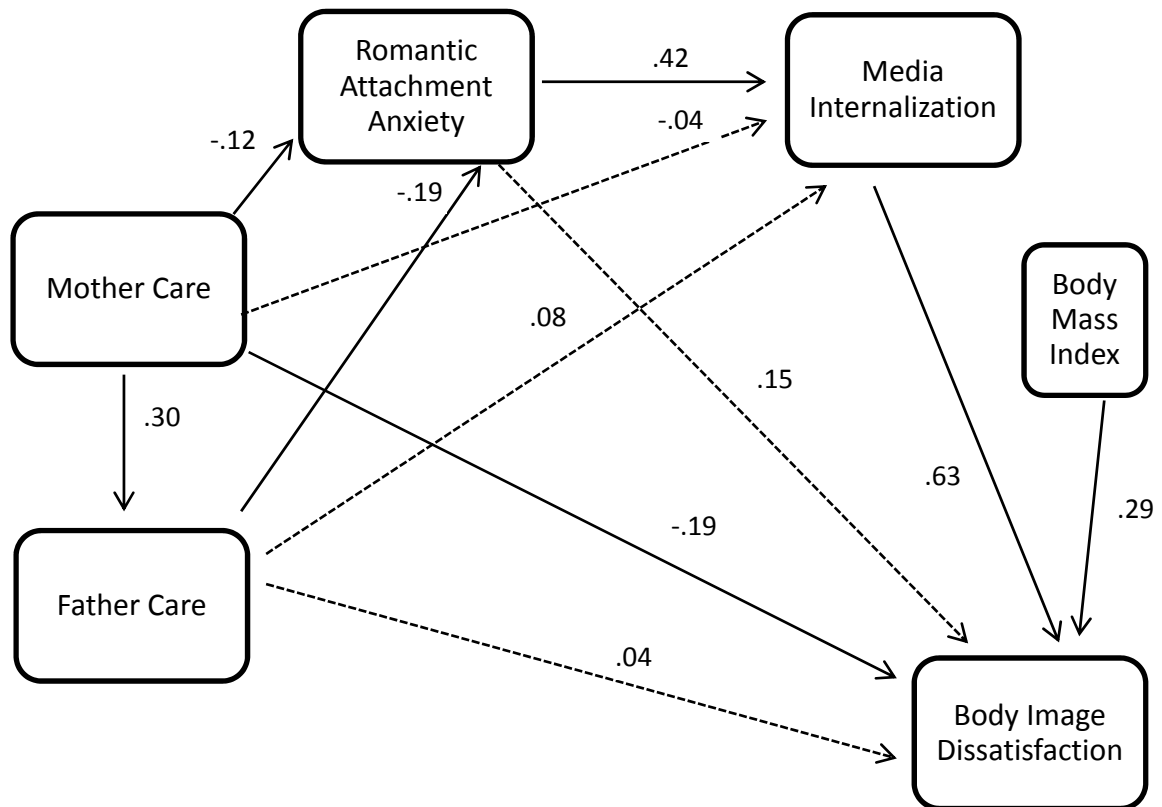 Romantic
Attachment
Anxiety
.42
Media
Internalization
-.04
-.12
-.19
Mother Care
Body
Mass
Index
.08
.15
.30
.63
.29
-.19
Father Care
.04
Body Image
Dissatisfaction